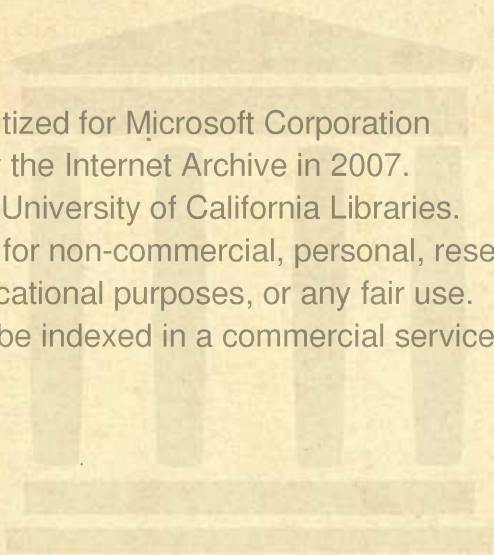 tized for Microsoft Corporation
the Internet Archive in 2007.
University of California Libraries.
for non-commercial, personal, rese
cational purposes, or any fair use.
be indexed in a commercial service